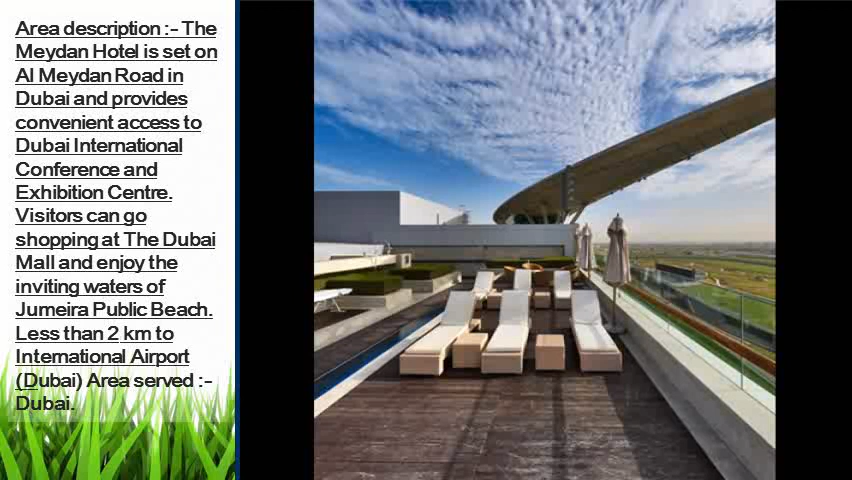 Area description :- The
Meydan Hotel is set on
Al Meydan Road in
Dubai and provides
convenient access to
Dubai International
Conference and
Exhibition Centre.
Visitors can go
shopping at The Dubai
Mall and enjoy the
inviting waters of
Jumeira Public Beach.
Less than 2 km to
International Airport
(Dubai) Area served :-
Dubai.